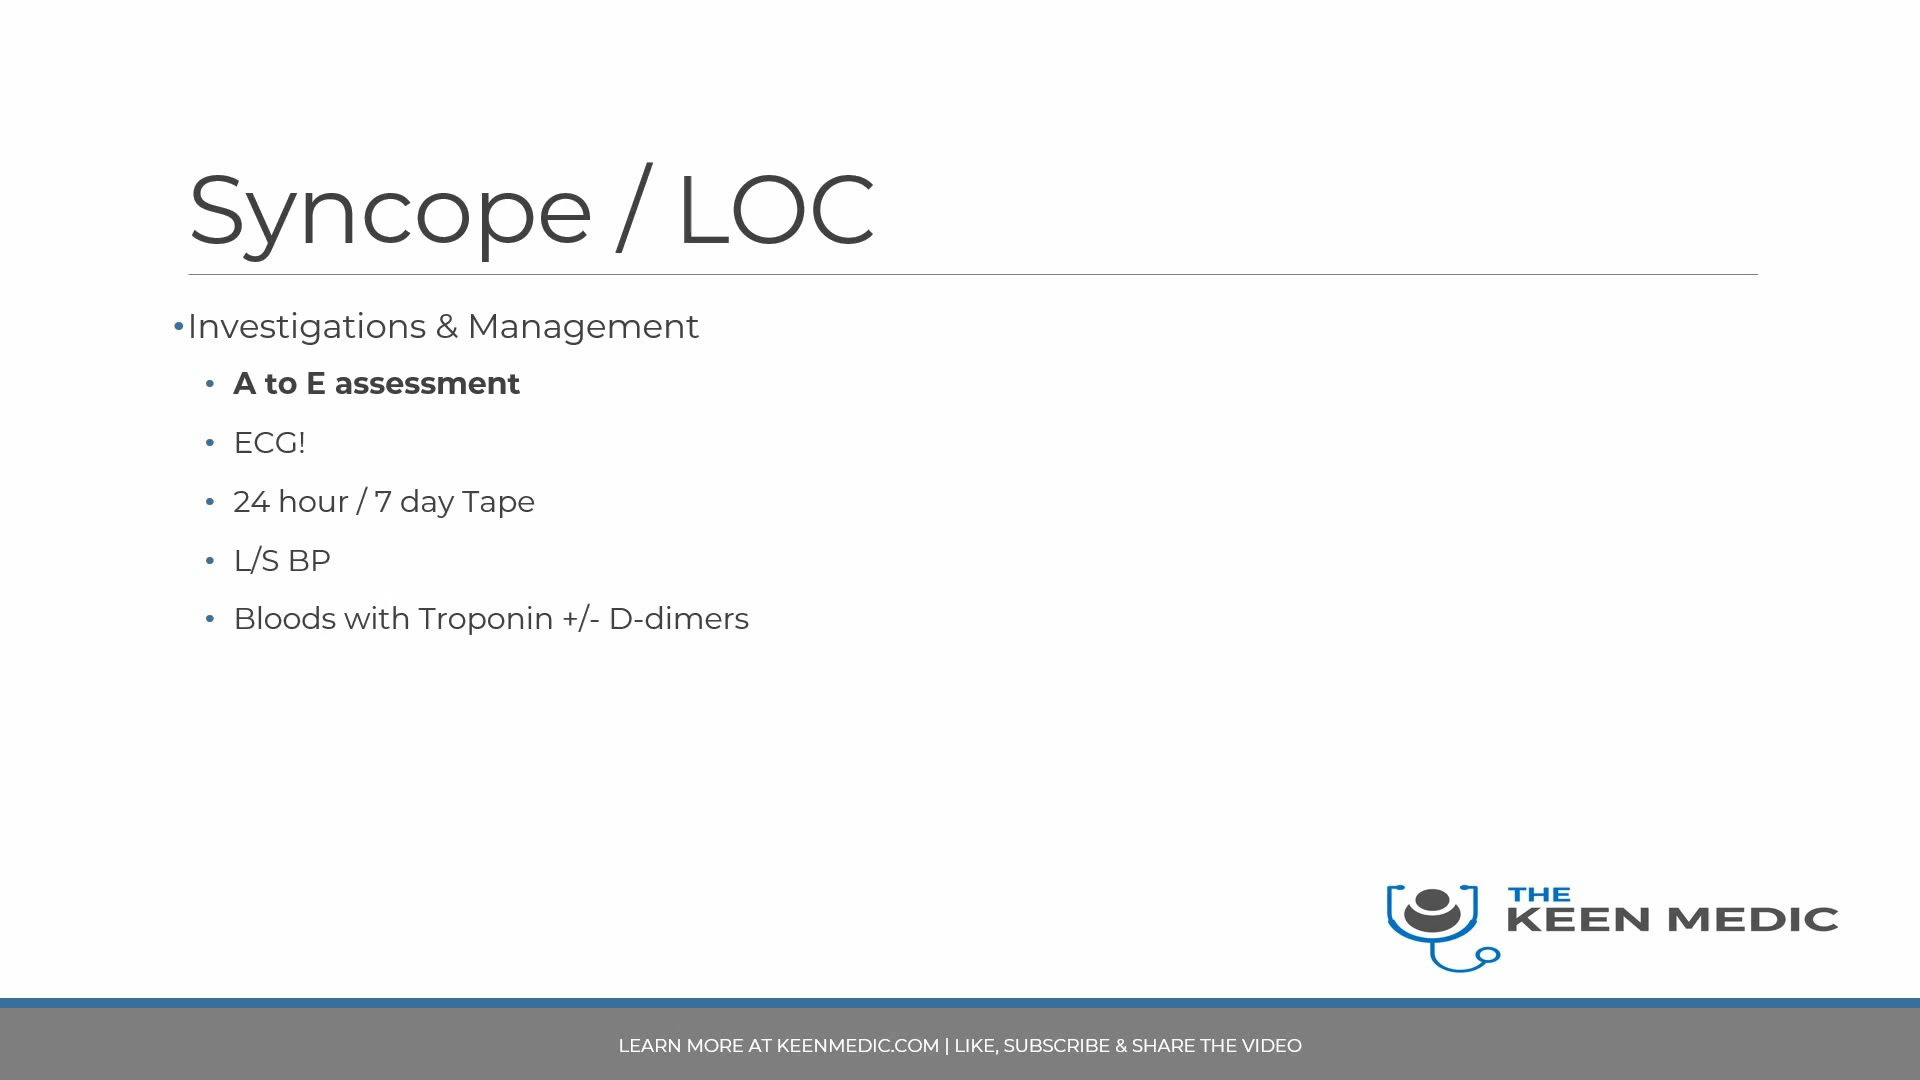 Syncope / LOC
•Investigations & Management
• A to E assessment
• ECG!
• 24 hour / 7 day Tape
• L/S BP
• Bloods with Troponin +/- D-dimers
THE
KEEN MEDIC
LEARN MORE AT KEENMEDIC.COM | LIKE, SUBSCRIBE & SHARE THE VIDEO